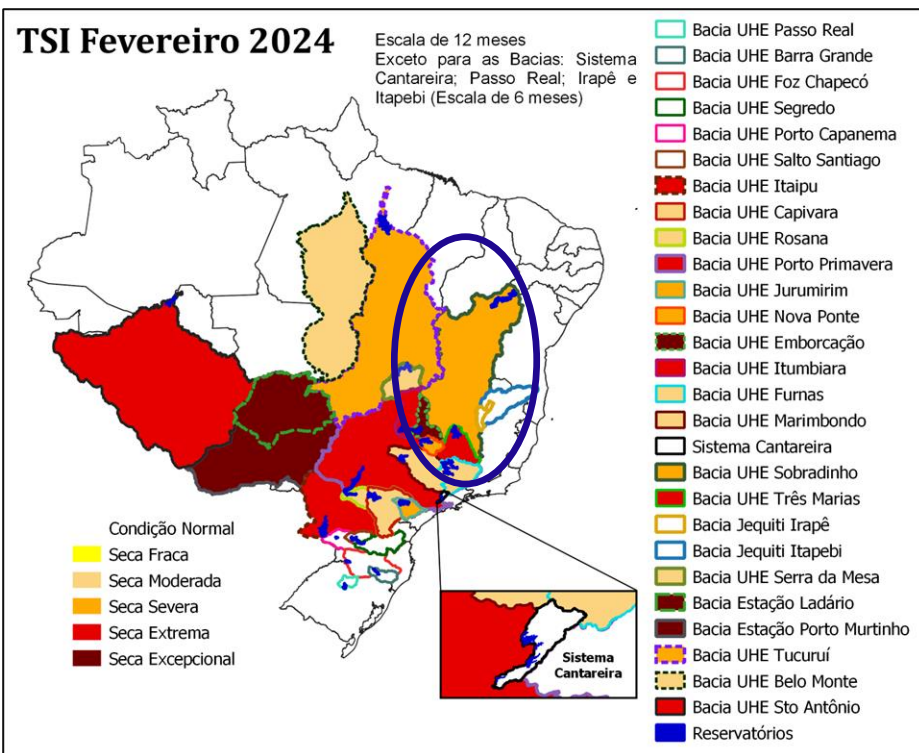 TSI Fevereiro 2024
Escala de 12 meses
Exceto para as Bacias: Sistema
Cantareira; Passo Real; Irapê e
Itapebi (Escala de 6 meses)
Bacia UHE Passo Real
Bacia UHE Barra Grande
Bacia UHE Foz Chapecó
Bacia UHE Segredo
Bacia UHE Porto Capanema
Bacia UHE Salto Santiago
Bacia UHE Itaipu
Bacia UHE Capivara
Bacia UHE Rosana
Bacia UHE Porto Primavera
Bacia UHE Jurumirim
Bacia UHE Nova Ponte
Bacia UHE Emborcação
Bacia UHE Itumbiara
Bacia UHE Furnas
Bacia UHE Marimbondo
Sistema Cantareira
Bacia UHE Sobradinho
Bacia UHE Três Marias
Bacia Jequiti Irapê
Bacia Jequiti Itapebi
Bacia UHE Serra da Mesa
Bacia Estação Ladário
Bacia Estação Porto Murtinho
Bacia UHE Tucuruí
Bacia UHE Belo Monte
Bacia UHE Sto Antônio
Reservatórios
Condição Normal
Seca Fraca
Seca Moderada
Seca Severa
Seca Extrema
Seca Excepcional
Sistema
Cantareira